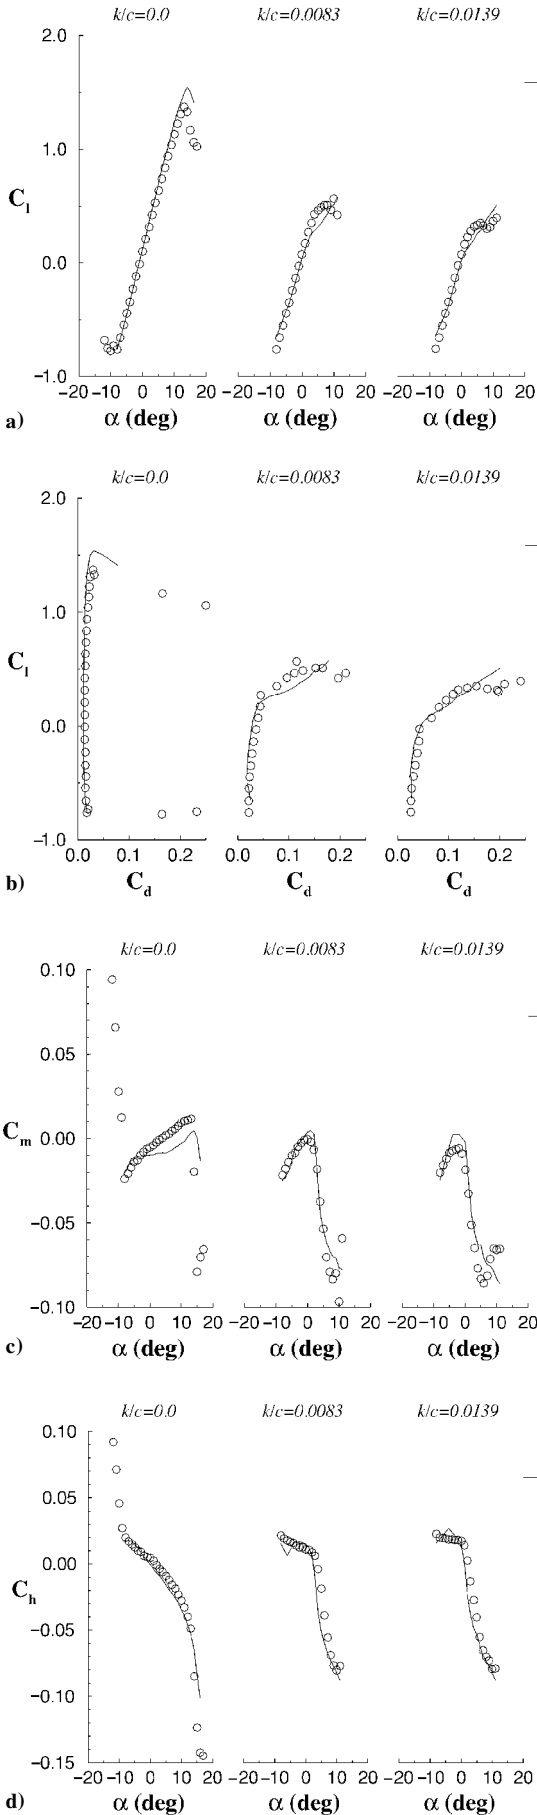 k/c=0.0 k/c=0.0083 k/c=0.0139
2.0
1.0
C_l
0.0
−1.0
−20 −10 0 10 20 −20 −10 0 10 20 −20 −10 0 10 20
a) α (deg) α (deg) α (deg)
k/c=0.0 k/c=0.0083 k/c=0.0139
2.0
1.0
C_l
0.0
−1.0
0.0 0.1 0.2 0.0 0.1 0.2 0.0 0.1 0.2
b) C_d C_d C_d
k/c=0.0 k/c=0.0083 k/c=0.0139
0.10
0.05
C_m 0.00
−0.05
−0.10
−20 −10 0 10 20 −20 −10 0 10 20 −20 −10 0 10 20
c) α (deg) α (deg) α (deg)
k/c=0.0 k/c=0.0083 k/c=0.0139
0.10
0.05
0.00
C_h
−0.05
−0.10
−0.15
−20 −10 0 10 20 −20 −10 0 10 20 −20 −10 0 10 20
d) α (deg) α (deg) α (deg)